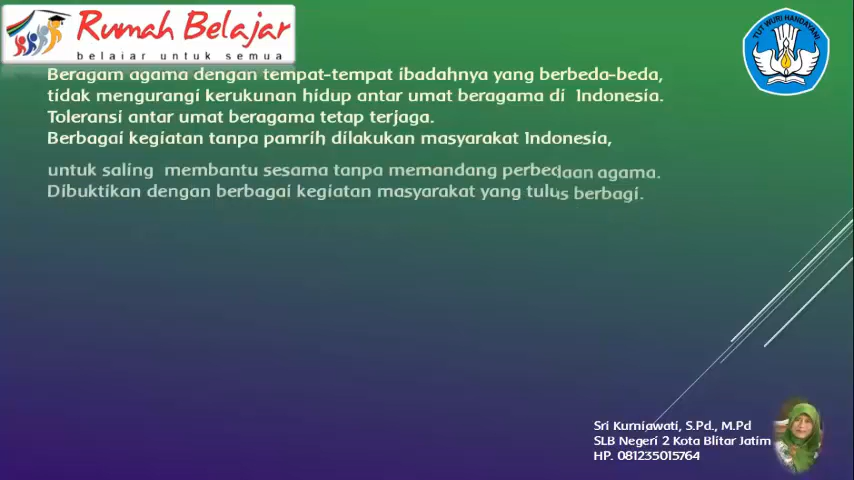 Rumah Belajar
belajar untuk semua
TUT WURI HANDAYANI
Beragam agama dengan tempat-tempat ibadahnya yang berbeda-beda,
tidak mengurangi kerukunan hidup antar umat beragama di Indonesia.
Toleransi antar umat beragama tetap terjaga.
Berbagai kegiatan tanpa pamrih dilakukan masyarakat Indonesia,
untuk saling membantu sesama tanpa memandang perbedaan agama.
Dibuktikan dengan berbagai kegiatan masyarakat yang tulus berbagi.
Sri Kurniawati, S.Pd., M.Pd
SLB Negeri 2 Kota Blitar Jatim
HP. 081235015764